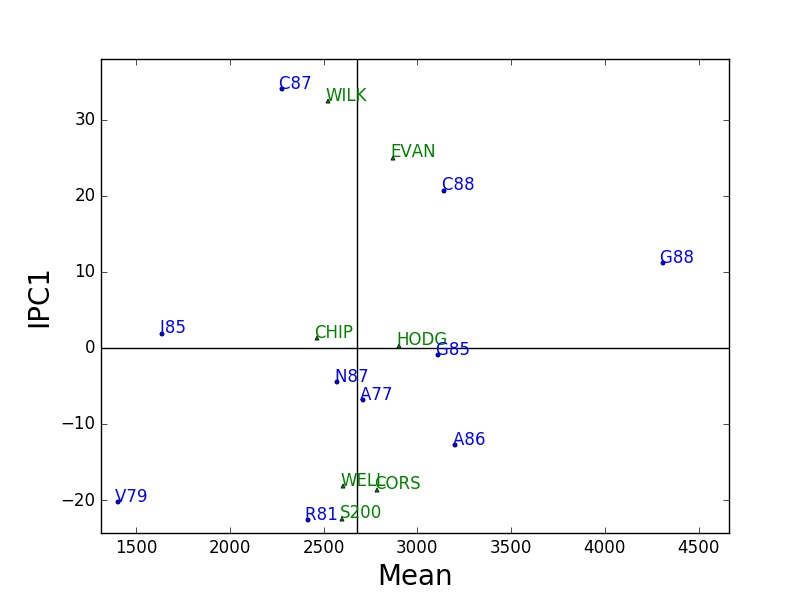 C87
WILK
30
EVAN
C88
20
G88
10
J85
CHIP
HODG
G85
0
N87
A77
−10
A86
WELL
CORS
V79
−20
R81
S200
1500 2000 2500 3000 3500 4000 4500
Mean
IPC1